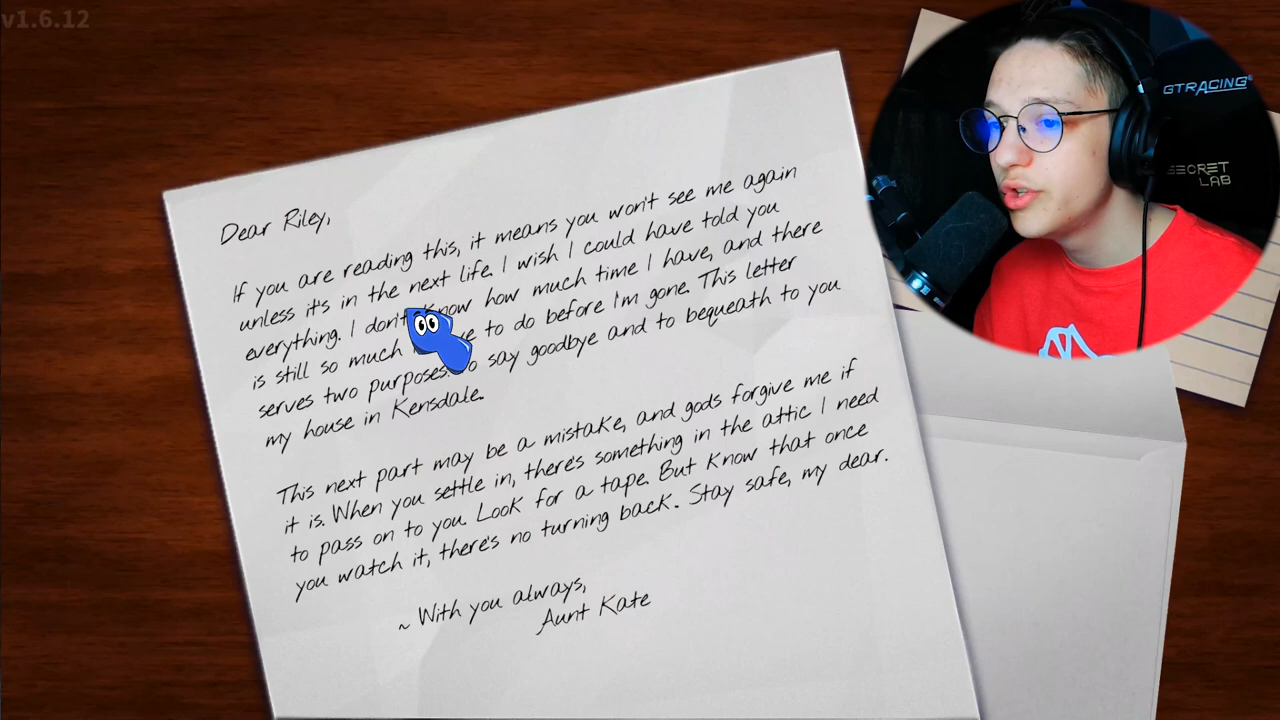 v1.6.12
Dear Riley,
If you are reading this, it means you won't see me again
unless it's in the next life. I wish I could have told you
everything. I don't know how much time I have, and there
is still so much to do before I'm gone. This letter
serves two purposes. say goodbye and to bequeath to you
my house in Kensdale.
This next part may be a mistake, and gods forgive me if
it is. When you settle in, there's something in the attic I need
to pass on to you. Look for a tape. But know that once
you watch it, there's no turning back. Stay safe, my dear.
~ With you always,
Aunt Kate
GTRACING
SECRET
LAB